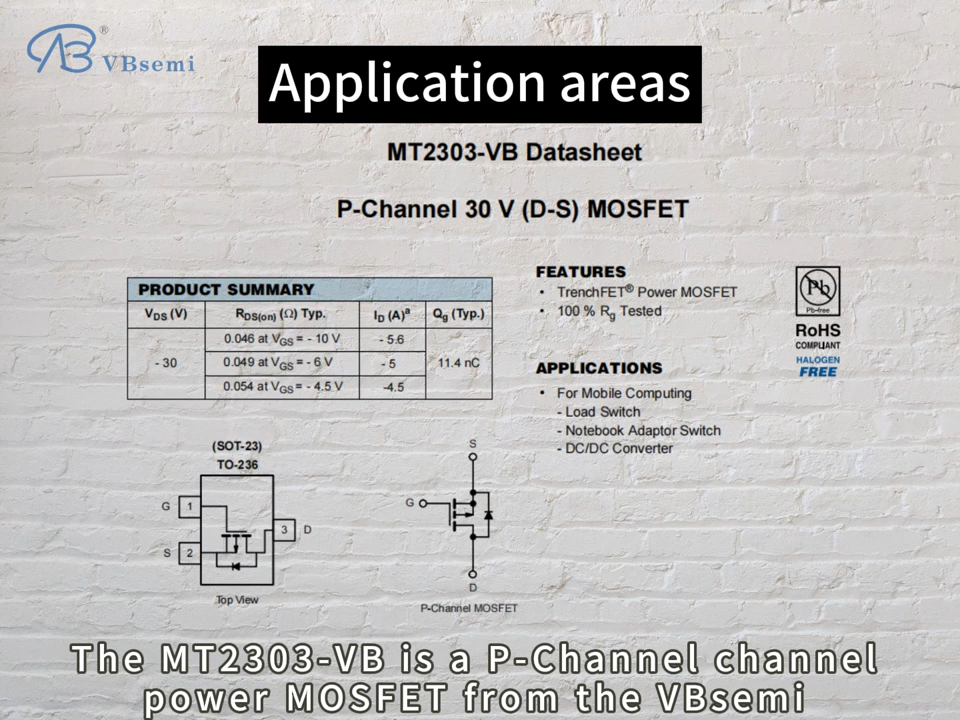 VBsemi
®
Application areas
MT2303-VB Datasheet
P-Channel 30 V (D-S) MOSFET
PRODUCT SUMMARY
VDS (V) RDS(on) (Ω) Typ. ID (A)a Qg (Typ.)
- 30
0.046 at VGS = - 10 V - 5.6
0.049 at VGS = - 6 V - 5
0.054 at VGS = - 4.5 V -4.5
11.4 nC
FEATURES
• TrenchFET® Power MOSFET
• 100 % Rg Tested
Pb
Pb-free
RoHS
COMPLIANT
HALOGEN
FREE
APPLICATIONS
• For Mobile Computing
- Load Switch
- Notebook Adaptor Switch
- DC/DC Converter
(SOT-23)
TO-236
G 1
S 2
3 D
Top View
S
G
D
P-Channel MOSFET
The MT2303-VB is a P-Channel channel
power MOSFET from the VBsemi